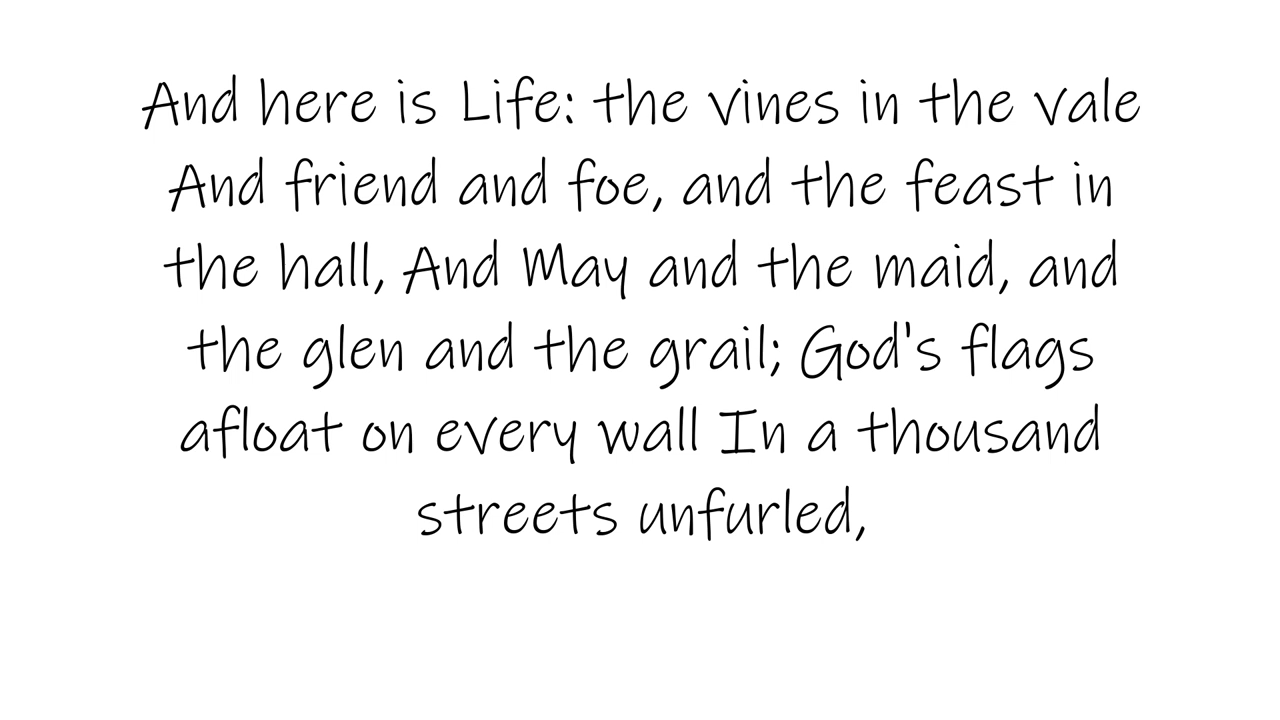 And here is Life: the vines in the vale
And friend and foe, and the feast in
the hall, And May and the maid, and
the glen and the grail; God's flags
afloat on every wall In a thousand
streets unfurled,